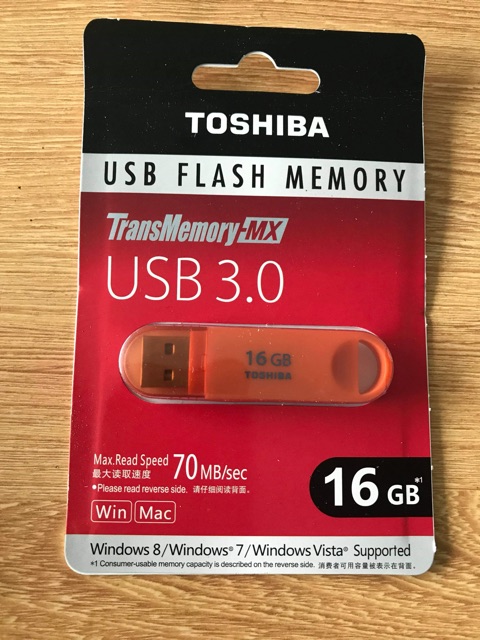 TOSHIBA
USB FLASH MEMORY
TransMemory-MX
USB 3.0
16 GB
TOSHIBA
Max.Read Speed 70 MB/sec
最大读取速度
●Please read reverse side. 请仔细阅读背面。
Win Mac
16 GB*1
Windows 8/Windows® 7/Windows Vista® Supported
*1 Consumer-usable memory capacity is described on the reverse side. 消费者可用容量被表示在背面。